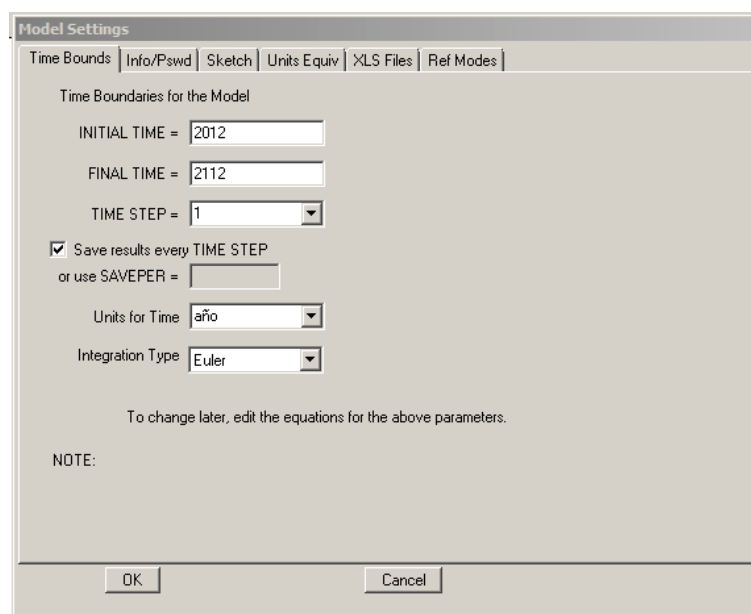 Model Settings
Time Bounds Info/Pswd Sketch Units Equiv XLS Files Ref Modes
Time Boundaries for the Model
INITIAL TIME = 2012
FINAL TIME = 2112
TIME STEP = 1
Save results every TIME STEP
or use SAVEPER =
Units for Time año
Integration Type Euler
To change later, edit the equations for the above parameters.
NOTE:
OK Cancel